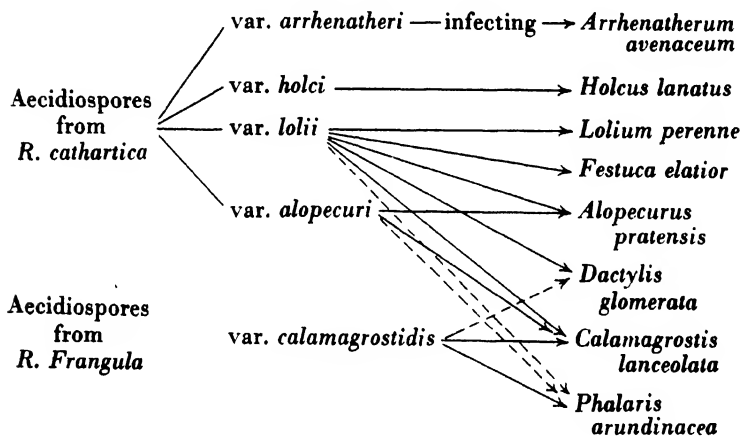 var. arrhenatheri — infecting → Arrhenatherum
avenaceum
var. holci
Holcus lanatus
Aecidiospores
from
R. cathartica
var. lolii
Lolium perenne
Festuca elatior
var. alopecuri
Alopecurus
pratensis
Dactylis
glomerata
Aecidiospores
from
R. Frangula
var. calamagrostidis
Calamagrostis
lanceolata
Phalaris
arundinacea